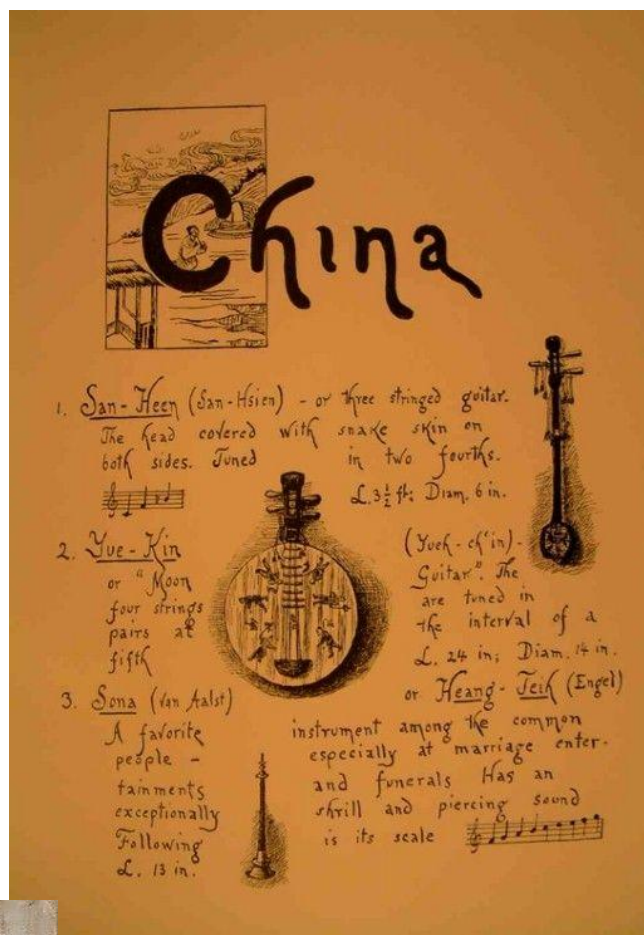 China
1. San-Heen (San-Hsien) - or three stringed guitar.
The head covered with snake skin on
both sides. Tuned in two fourths.
L. 3½ ft; Diam. 6 in.
2. Yue-Kin (Yueh-ch'in)-
or "Moon Guitar". The
four strings are tuned in
pairs at the interval of a
fifth L. 24 in; Diam. 14 in.
3. Sona (Van Aalst) or Heang-Teih (Engel)
A favorite instrument among the common
people - especially at marriage enter-
tainments and funerals Has an
exceptionally shrill and piercing sound
Following is its scale
L. 13 in.